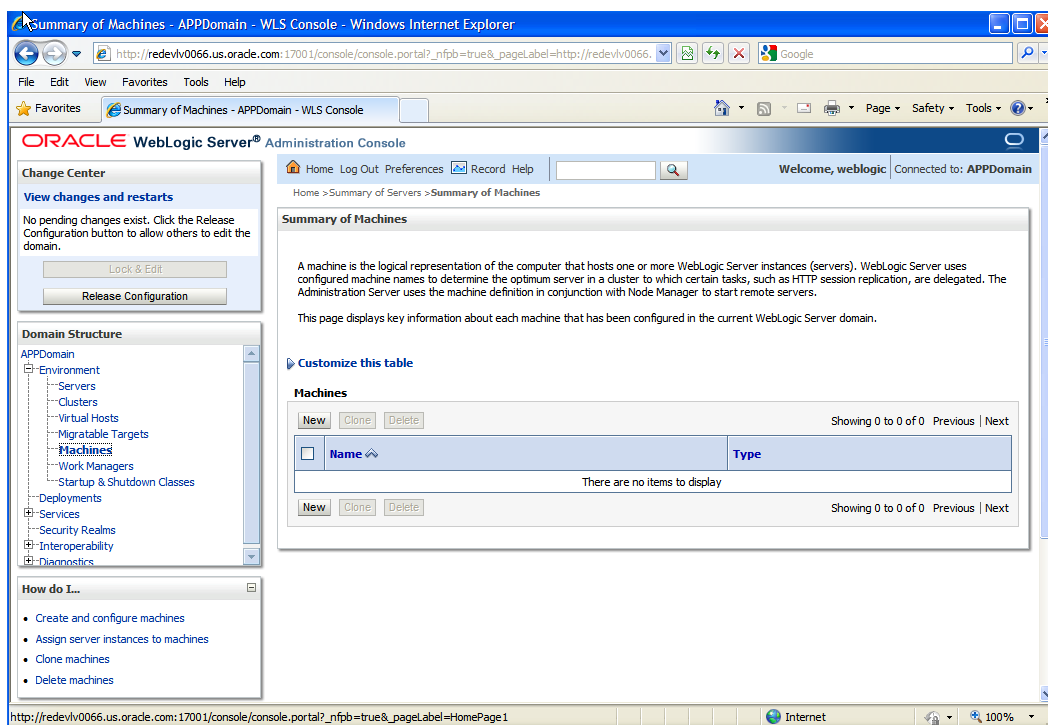 Summary of Machines - APPDomain - WLS Console - Windows Internet Explorer
http://redevlv0066.us.oracle.com:17001/console/console.portal?_nfpb=true&_pageLabel=http://redevlv0066.
Google
File Edit View Favorites Tools Help
Favorites
Summary of Machines - APPDomain - WLS Console
Page Safety Tools
ORACLE WebLogic Server® Administration Console
Change Center
View changes and restarts
No pending changes exist. Click the Release
Configuration button to allow others to edit the
domain.
Lock & Edit
Release Configuration
Domain Structure
APPDomain
Environment
Servers
Clusters
Virtual Hosts
Migratable Targets
Machines
Work Managers
Startup & Shutdown Classes
Deployments
Services
Security Realms
Interoperability
Diagnostics
How do I...
Create and configure machines
Assign server instances to machines
Clone machines
Delete machines
Home Log Out Preferences Record Help
Welcome, weblogic Connected to: APPDomain
Home >Summary of Servers >Summary of Machines
Summary of Machines
A machine is the logical representation of the computer that hosts one or more WebLogic Server instances (servers). WebLogic Server uses
configured machine names to determine the optimum server in a cluster to which certain tasks, such as HTTP session replication, are delegated. The
Administration Server uses the machine definition in conjunction with Node Manager to start remote servers.
This page displays key information about each machine that has been configured in the current WebLogic Server domain.
Customize this table
Machines
New Clone Delete Showing 0 to 0 of 0 Previous | Next
Name Type
There are no items to display
New Clone Delete Showing 0 to 0 of 0 Previous | Next
http://redevlv0066.us.oracle.com:17001/console/console.portal?_nfpb=true&_pageLabel=HomePage1
Internet
100%